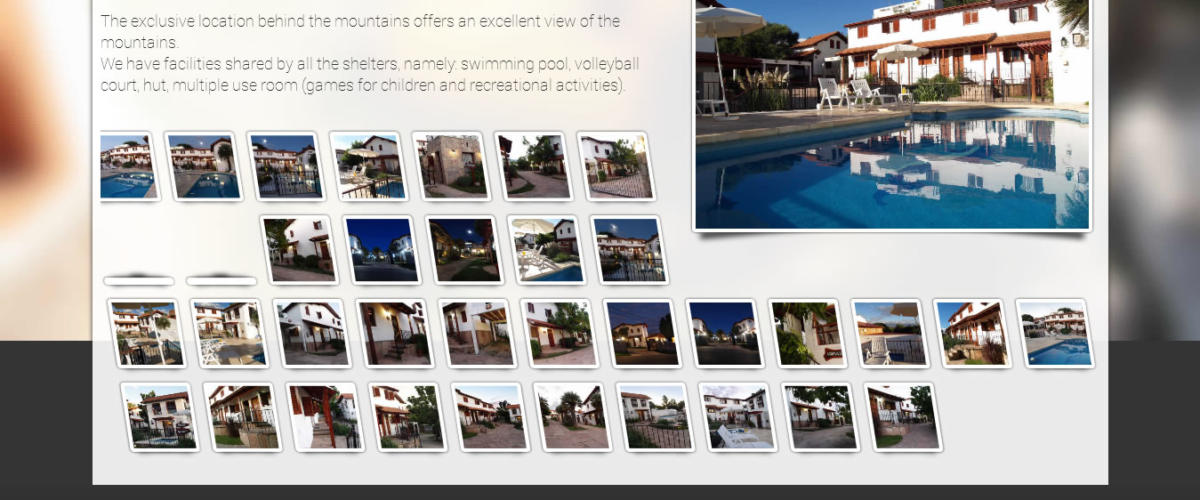 The exclusive location behind the mountains offers an excellent view of the
mountains.
We have facilities shared by all the shelters, namely: swimming pool, volleyball
court, hut, multiple use room (games for children and recreational activities).